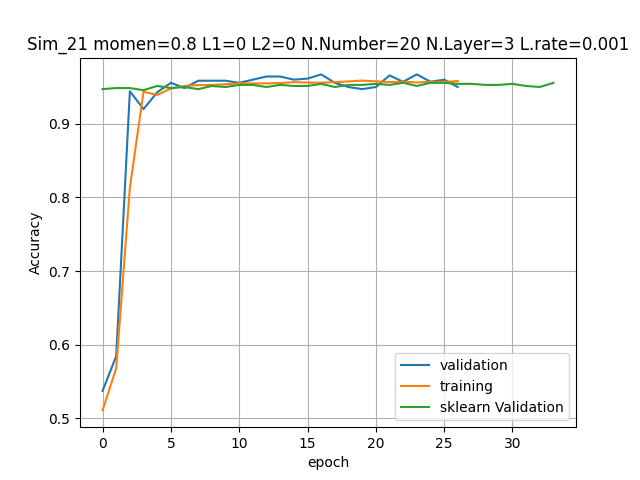 Sim_21 momen=0.8 L1=0 L2=0 N.Number=20 N.Layer=3 L.rate=0.001
Accuracy
0.9
0.8
0.7
0.6
0.5
validation
training
sklearn Validation
0 5 10 15 20 25 30
epoch